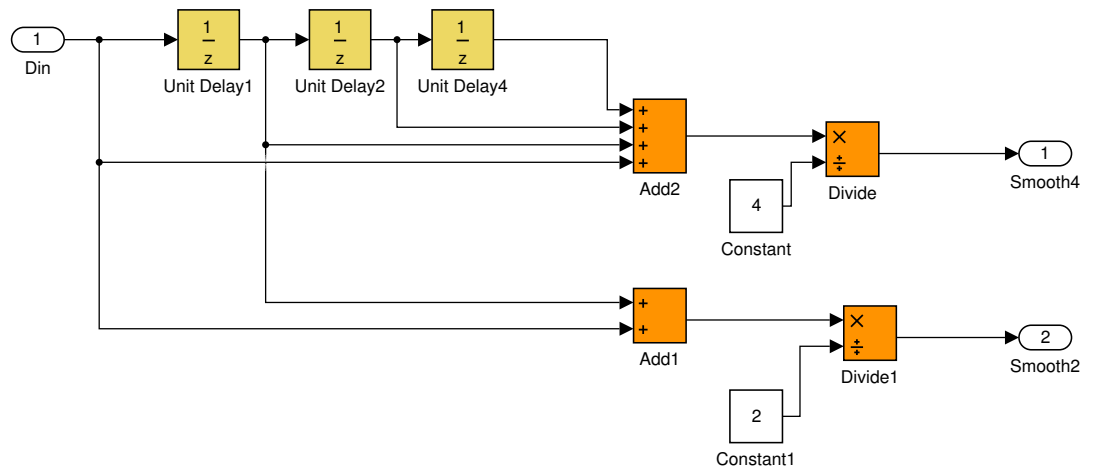 1
Din
1
z
Unit Delay1
1
z
Unit Delay2
1
z
Unit Delay4
+
+
+
+
Add2
×
÷
Divide
4
Constant
1
Smooth4
+
+
Add1
×
÷
Divide1
2
Constant1
2
Smooth2